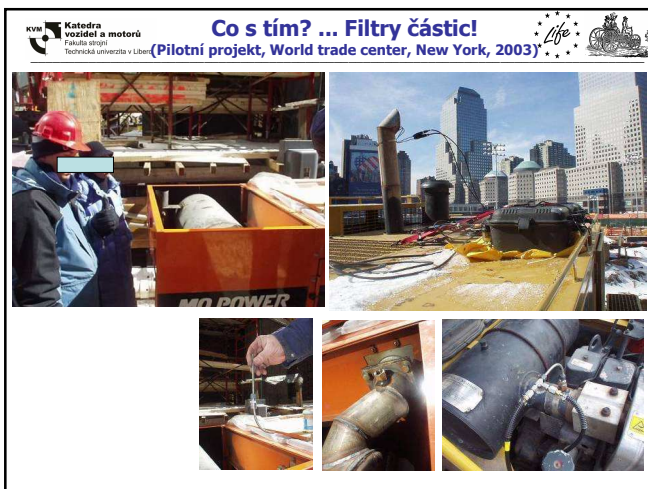 KVM
Katedra
vozidel a motorů
Fakulta strojní
Technická univerzita v Liberc
Co s tím? ... Filtry částic!
(Pilotní projekt, World trade center, New York, 2003)
Life
MQ POWER